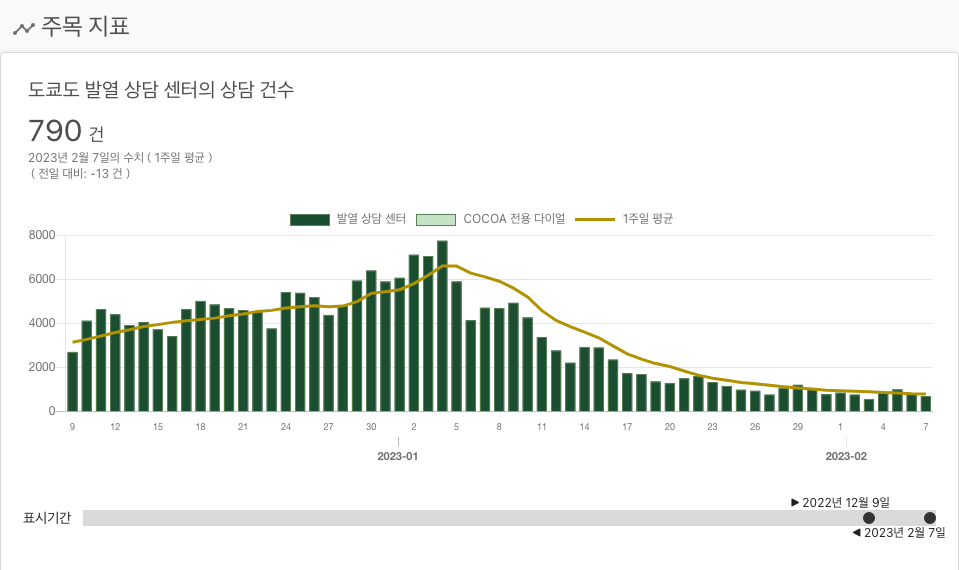 주목 지표
도쿄도 발열 상담 센터의 상담 건수
790 건
2023년 2월 7일의 수치 ( 1주일 평균 )
( 전일 대비: -13 건 )
발열 상담 센터 COCOA 전용 다이얼 1주일 평균
8000
6000
4000
2000
0
9 12 15 18 21 24 27 30 2 5 8 11 14 17 20 23 26 29 1 4 7
2023-01 2023-02
▶ 2022년 12월 9일
표시기간
◀ 2023년 2월 7일